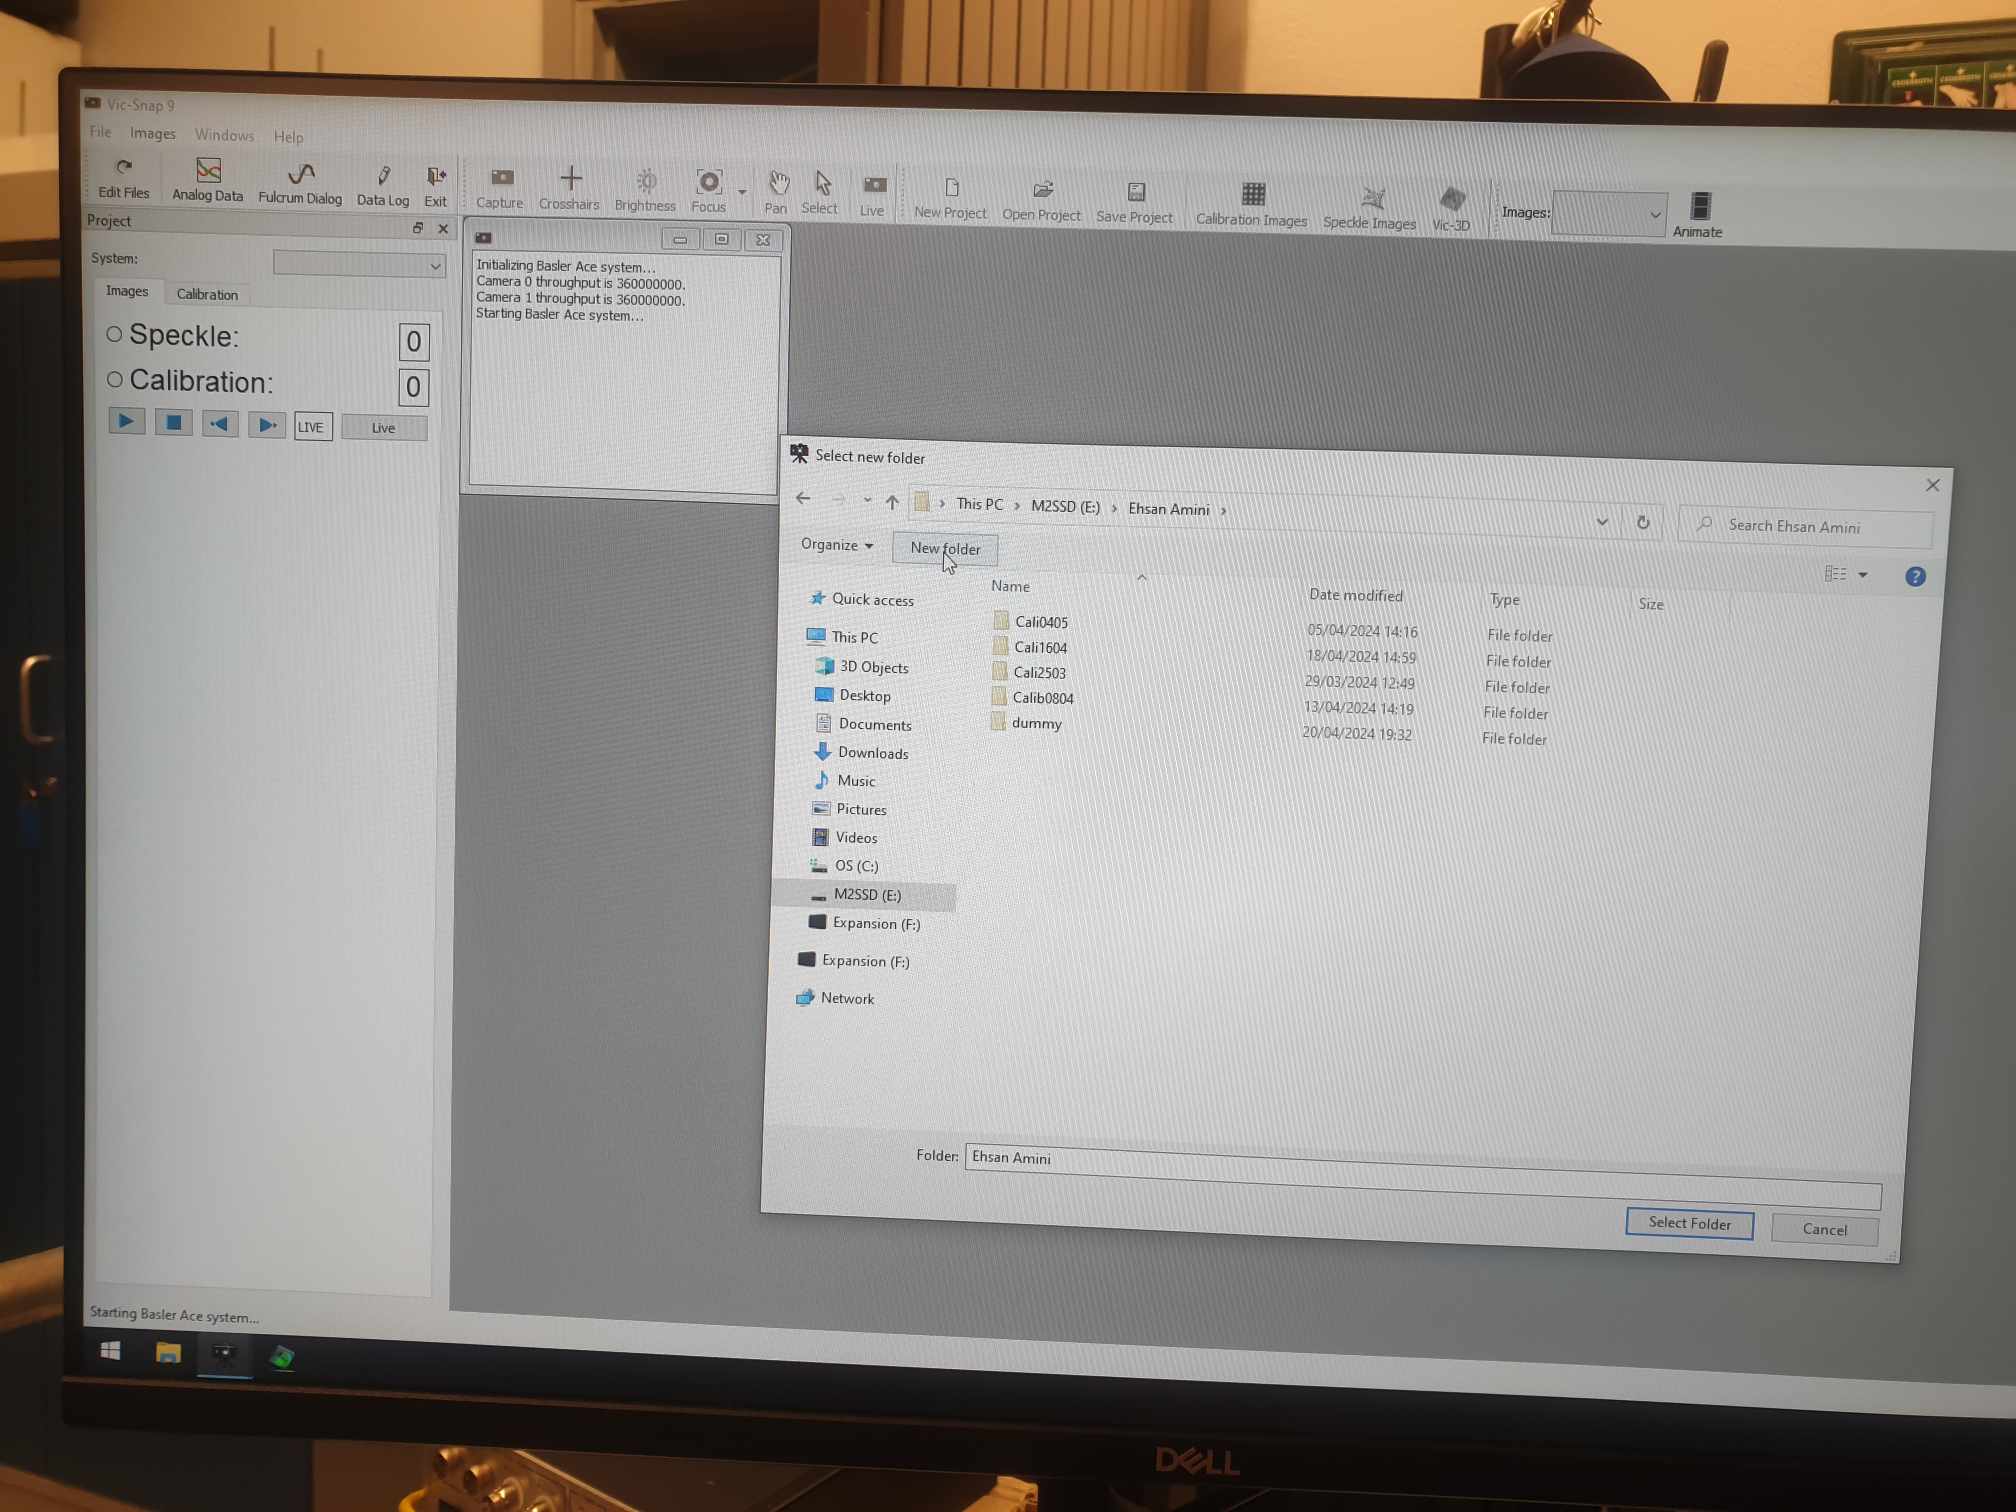 Vic-Snap 9
File Images Windows Help
Edit Files Analog Data Fulcrum Dialog Data Log Exit Capture Crosshairs Brightness Focus Pan Select Live New Project Open Project Save Project Calibration Images Speckle Images Vic-3D Images: Animate
Project
System:
Images Calibration
Speckle: 0
Calibration: 0
LIVE Live
Initializing Basler Ace system...
Camera 0 throughput is 360000000.
Camera 1 throughput is 360000000.
Starting Basler Ace system...
Select new folder
This PC › M2SSD (E:) › Ehsan Amini ›
Search Ehsan Amini
Organize New folder
Quick access
This PC
3D Objects
Desktop
Documents
Downloads
Music
Pictures
Videos
OS (C:)
M2SSD (E:)
Expansion (F:)
Expansion (F:)
Network
Name Date modified Type Size
Cali0405 05/04/2024 14:16 File folder
Cali1604 18/04/2024 14:59 File folder
Cali2503 29/03/2024 12:49 File folder
Calib0804 13/04/2024 14:19 File folder
dummy 20/04/2024 19:32 File folder
Folder: Ehsan Amini
Select Folder Cancel
Starting Basler Ace system...
DELL